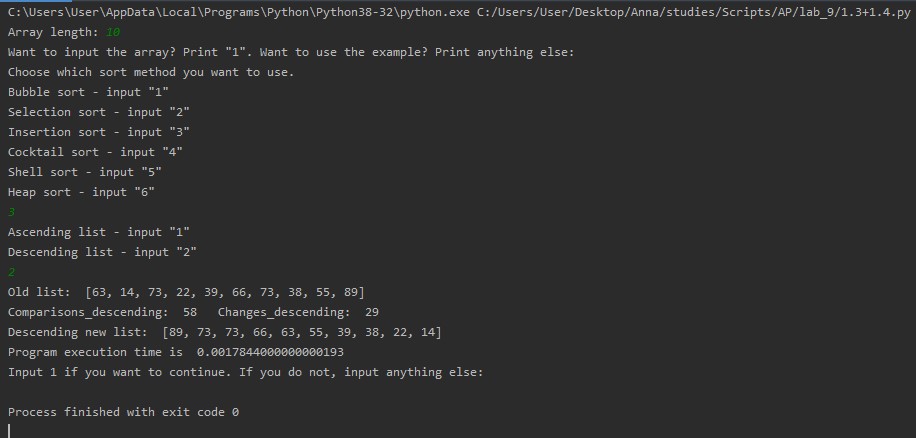 C:\Users\User\AppData\Local\Programs\Python\Python38-32\python.exe C:/Users/User/Desktop/Anna/studies/Scripts/AP/lab_9/1.3+1.4.py
Array length: 10
Want to input the array? Print "1". Want to use the example? Print anything else:
Choose which sort method you want to use.
Bubble sort - input "1"
Selection sort - input "2"
Insertion sort - input "3"
Cocktail sort - input "4"
Shell sort - input "5"
Heap sort - input "6"
3
Ascending list - input "1"
Descending list - input "2"
2
Old list:  [63, 14, 73, 22, 39, 66, 73, 38, 55, 89]
Comparisons_descending:  58   Changes_descending:  29
Descending new list:  [89, 73, 73, 66, 63, 55, 39, 38, 22, 14]
Program execution time is  0.0017844000000000193
Input 1 if you want to continue. If you do not, input anything else:
Process finished with exit code 0